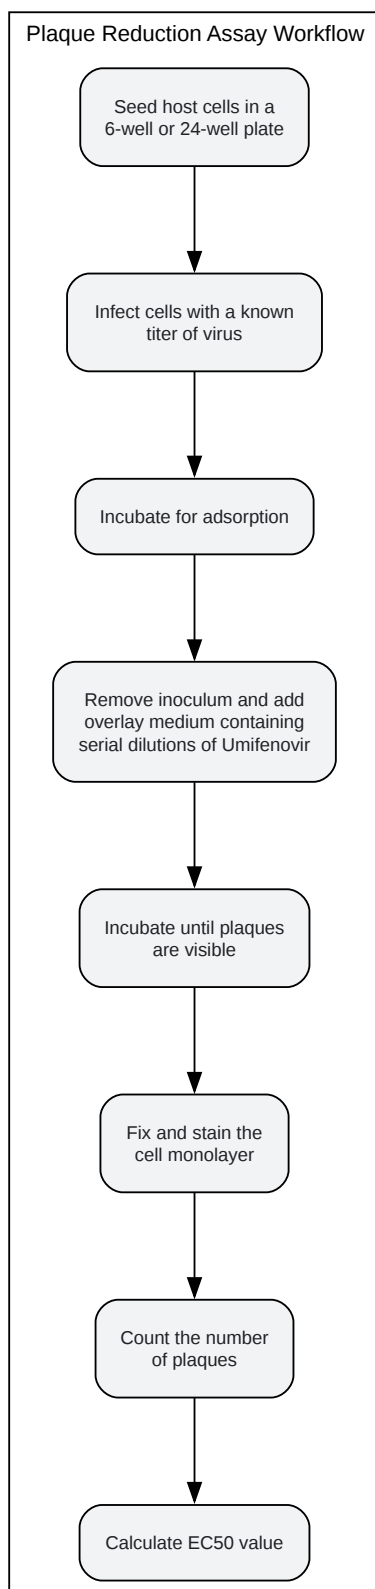 Plaque Reduction Assay Workflow
Seed host cells in a
6-well or 24-well plate
Infect cells with a known
titer of virus
Incubate for adsorption
Remove inoculum and add
overlay medium containing
serial dilutions of Umifenovir
Incubate until plaques
are visible
Fix and stain the
cell monolayer
Count the number
of plaques
Calculate EC50 value